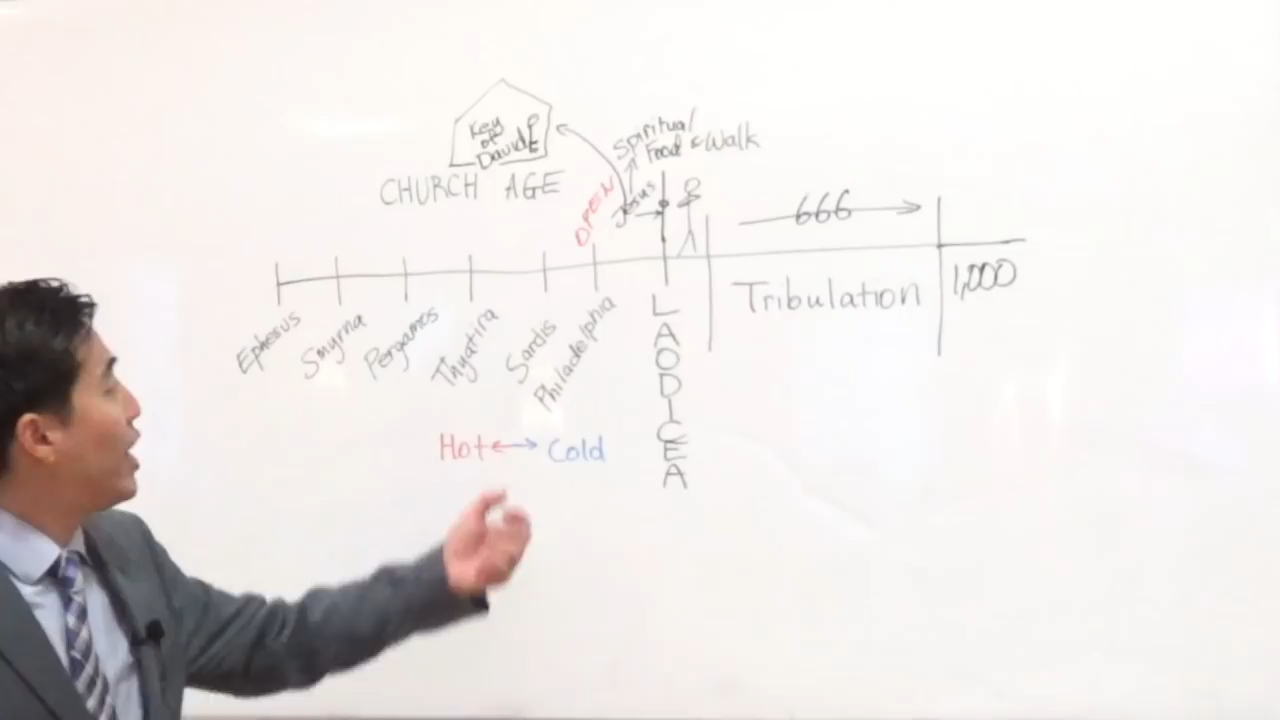 Key
of
David
Spiritual
Food & Walk
CHURCH AGE
OPEN
Jesus
666
Ephesus
Smyrna
Pergamos
Thyatira
Sardis
Philadelphia
LAODICEA
Tribulation
1,000
Hot
Cold